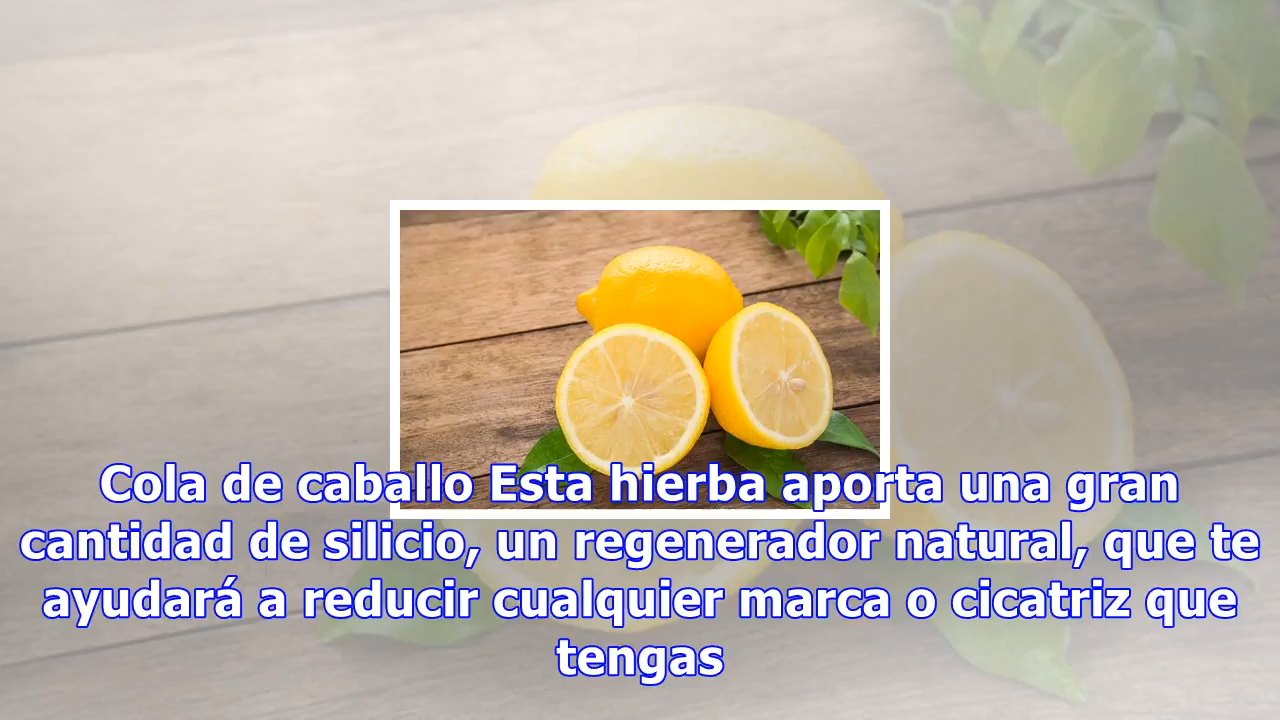 Cola de caballo Esta hierba aporta una gran
cantidad de silicio, un regenerador natural, que te
ayudará a reducir cualquier marca o cicatriz que
tengas